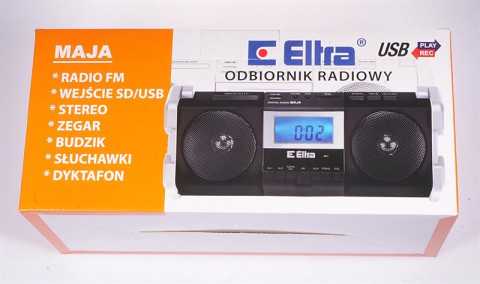 MAJA
* RADIO FM
* WEJŚCIE SD/USB
* STEREO
* ZEGAR
* BUDZIK
* SŁUCHAWKI
* DYKTAFON
Eltra®
ODBIORNIK RADIOWY
USB PLAY
REC
MAJA
0:02
Eltra